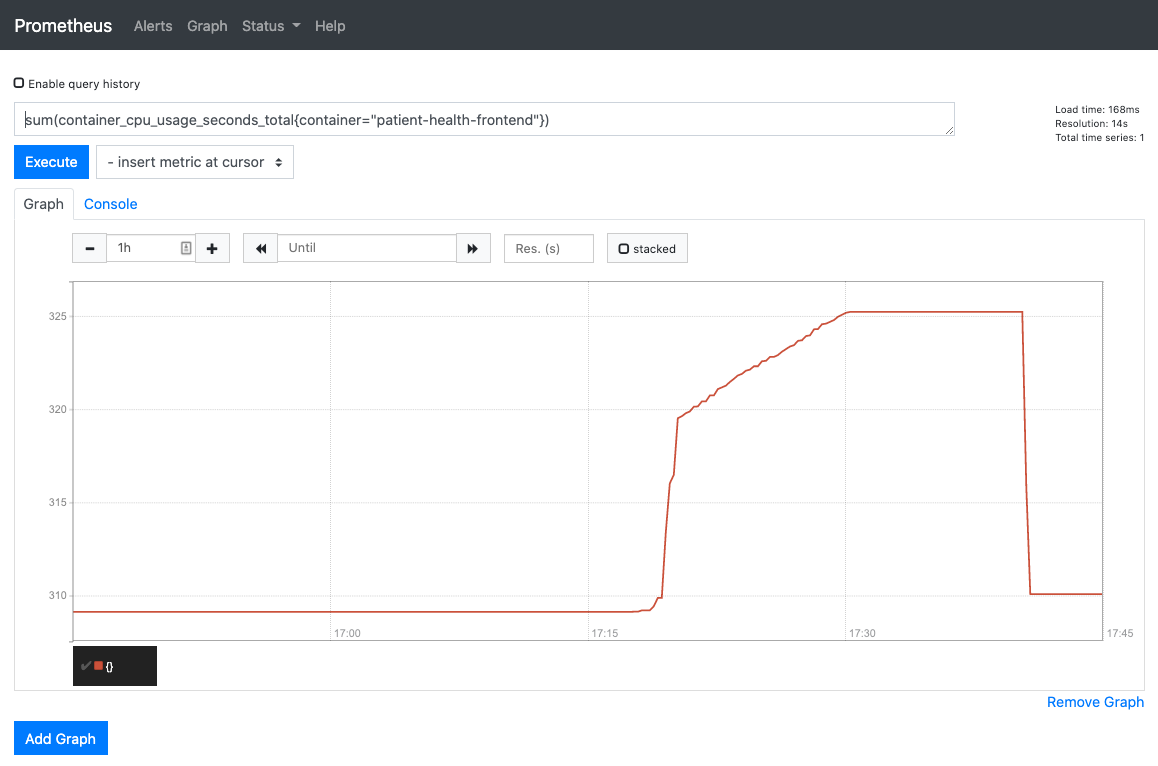 Prometheus Alerts Graph Status Help
Enable query history
sum(container_cpu_usage_seconds_total{container="patient-health-frontend"})
Load time: 168ms
Resolution: 14s
Total time series: 1
Execute - insert metric at cursor
Graph Console
1h Until Res. (s) stacked
325
320
315
310
17:00 17:15 17:30 17:45
{}
Remove Graph
Add Graph